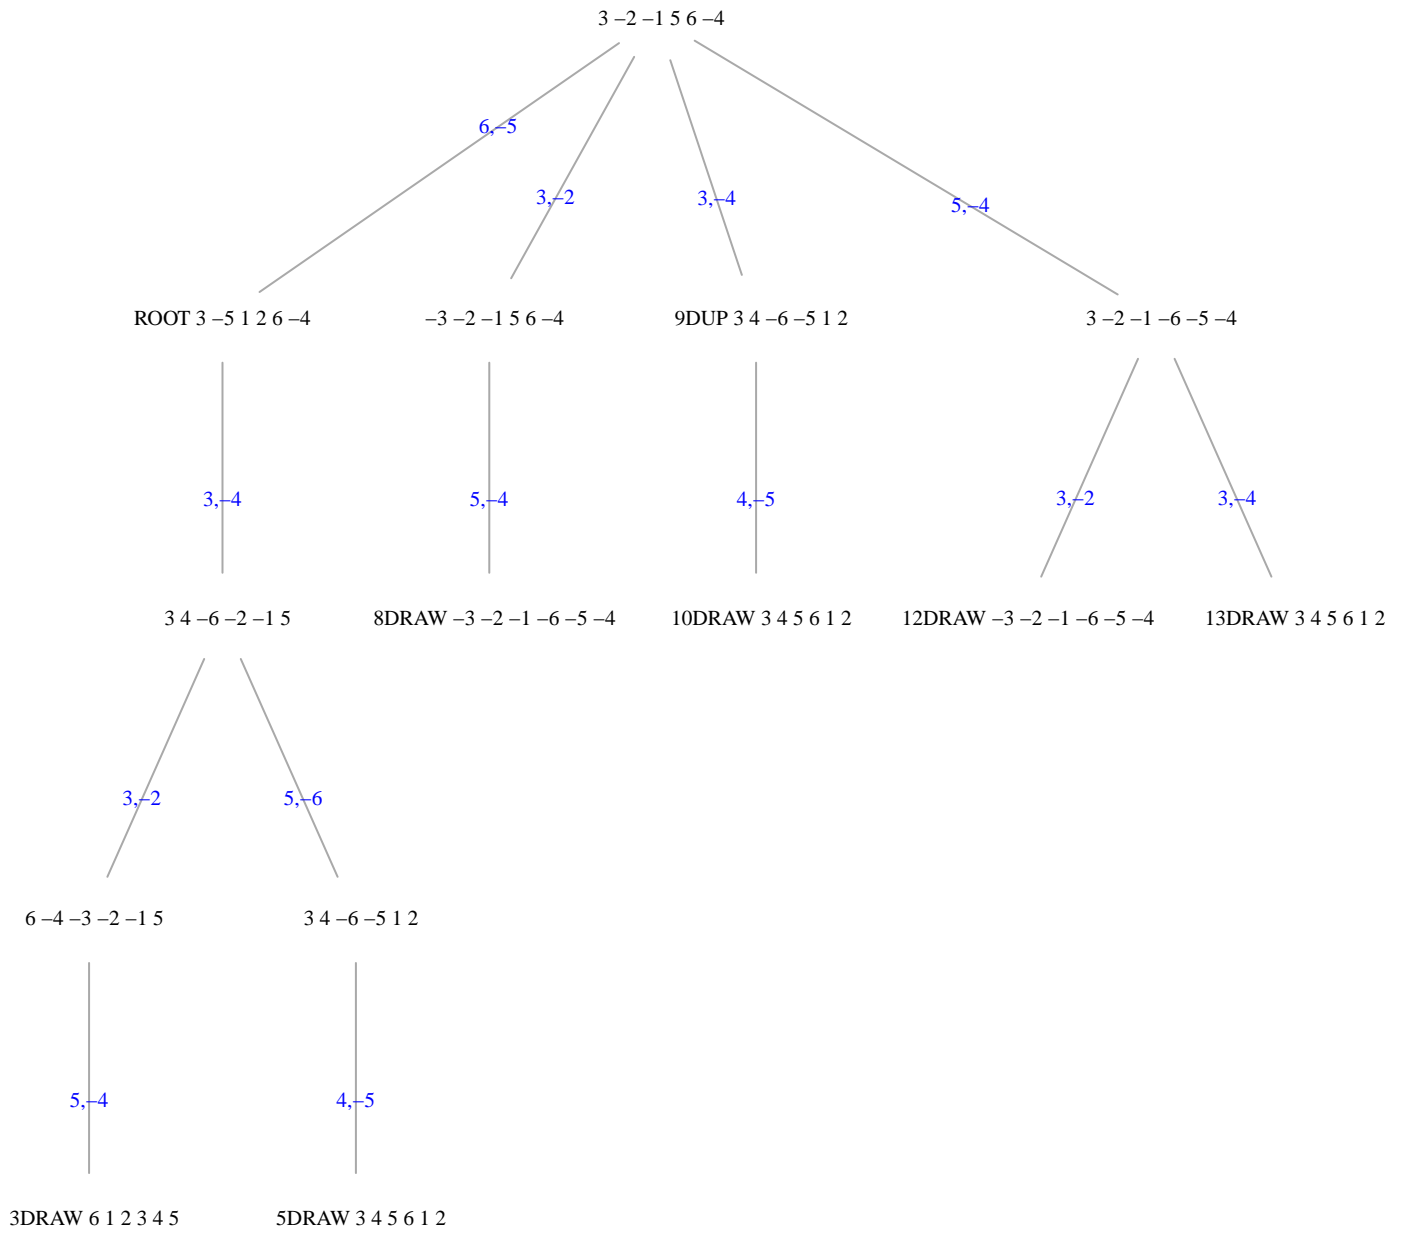 3 –2 –1 5 6 –4
6,–5
3,–2
3,–4
5,–4
ROOT 3 –5 1 2 6 –4
–3 –2 –1 5 6 –4
9DUP 3 4 –6 –5 1 2
3 –2 –1 –6 –5 –4
3,–4
5,–4
4,–5
3,–2
3,–4
3 4 –6 –2 –1 5
8DRAW –3 –2 –1 –6 –5 –4
10DRAW 3 4 5 6 1 2
12DRAW –3 –2 –1 –6 –5 –4
13DRAW 3 4 5 6 1 2
3,–2
5,–6
6 –4 –3 –2 –1 5
3 4 –6 –5 1 2
5,–4
4,–5
3DRAW 6 1 2 3 4 5
5DRAW 3 4 5 6 1 2